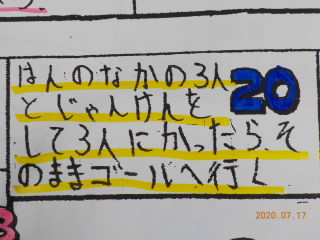 はんのなかの3人
20
とじゃんけんを
して3人にかったらそ
のままゴールへ行く
2020.07.17